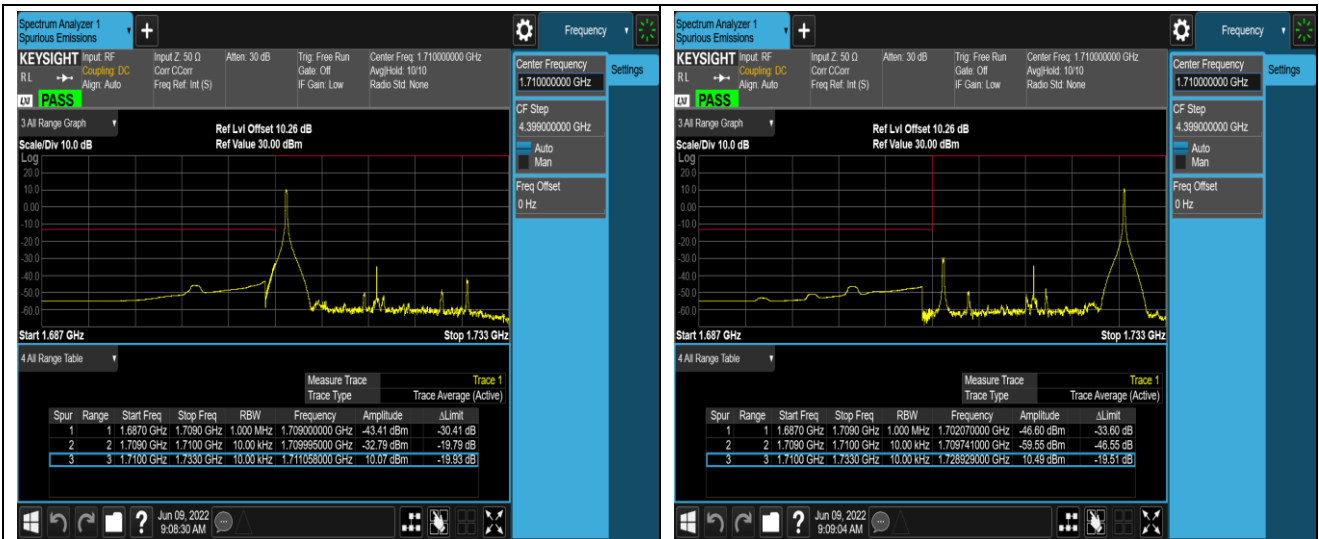 Spectrum Analyzer 1
Spurious Emissions
Frequency
KEYSIGHT Input: RF Input Z: 50 Ω Atten: 30 dB Trig: Free Run Center Freq: 1.710000000 GHz
RL Coupling: DC Corr CCorr Gate: Off Avg|Hold: 10/10
Align: Auto Freq Ref: Int (S) IF Gain: Low Radio Std: None
LXI PASS
Center Frequency
1.710000000 GHz
Settings
CF Step
4.399000000 GHz
Auto
Man
Freq Offset
0 Hz
3 All Range Graph
Ref Lvl Offset 10.26 dB
Scale/Div 10.0 dB Ref Value 30.00 dBm
Log
20.0
10.0
0.00
-10.0
-20.0
-30.0
-40.0
-50.0
-60.0
Start 1.687 GHz Stop 1.733 GHz
4 All Range Table
Measure Trace Trace 1
Trace Type Trace Average (Active)
Spur Range Start Freq Stop Freq RBW Frequency Amplitude ΔLimit
1 1 1.6870 GHz 1.7090 GHz 1.000 MHz 1.709000000 GHz -43.41 dBm -30.41 dB
2 2 1.7090 GHz 1.7100 GHz 10.00 kHz 1.709995000 GHz -32.79 dBm -19.79 dB
3 3 1.7100 GHz 1.7330 GHz 10.00 kHz 1.711058000 GHz 10.07 dBm -19.93 dB
Jun 09, 2022
9:08:30 AM
Spectrum Analyzer 1
Spurious Emissions
Frequency
KEYSIGHT Input: RF Input Z: 50 Ω Atten: 30 dB Trig: Free Run Center Freq: 1.710000000 GHz
RL Coupling: DC Corr CCorr Gate: Off Avg|Hold: 10/10
Align: Auto Freq Ref: Int (S) IF Gain: Low Radio Std: None
LXI PASS
Center Frequency
1.710000000 GHz
Settings
CF Step
4.399000000 GHz
Auto
Man
Freq Offset
0 Hz
3 All Range Graph
Ref Lvl Offset 10.26 dB
Scale/Div 10.0 dB Ref Value 30.00 dBm
Log
20.0
10.0
0.00
-10.0
-20.0
-30.0
-40.0
-50.0
-60.0
Start 1.687 GHz Stop 1.733 GHz
4 All Range Table
Measure Trace Trace 1
Trace Type Trace Average (Active)
Spur Range Start Freq Stop Freq RBW Frequency Amplitude ΔLimit
1 1 1.6870 GHz 1.7090 GHz 1.000 MHz 1.702070000 GHz -46.60 dBm -33.60 dB
2 2 1.7090 GHz 1.7100 GHz 10.00 kHz 1.709741000 GHz -59.55 dBm -46.55 dB
3 3 1.7100 GHz 1.7330 GHz 10.00 kHz 1.728929000 GHz 10.49 dBm -19.51 dB
Jun 09, 2022
9:09:04 AM